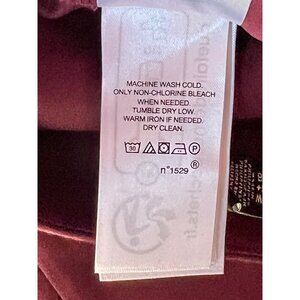 MACHINE WASH COLD.
ONLY NON-CHLORINE BLEACH
WHEN NEEDED.
TUMBLE DRY LOW.
WARM IRON IF NEEDED.
DRY CLEAN.
30 P
n°1529®